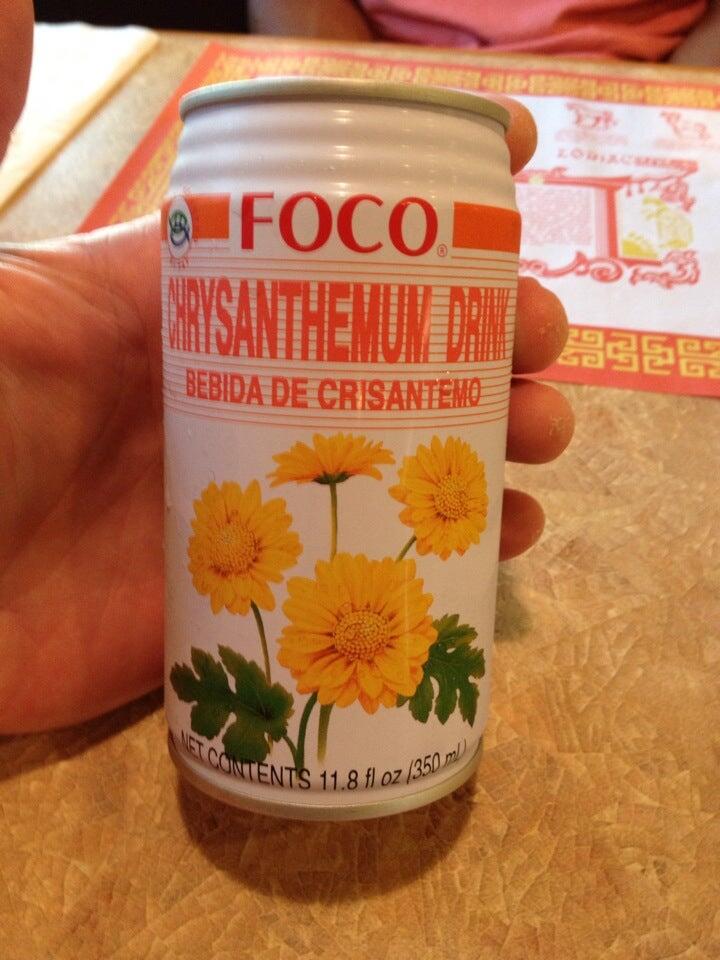 FOCO®
CHRYSANTHEMUM DRINK
BEBIDA DE CRISANTEMO
NET CONTENTS 11.8 fl oz (350 mL)